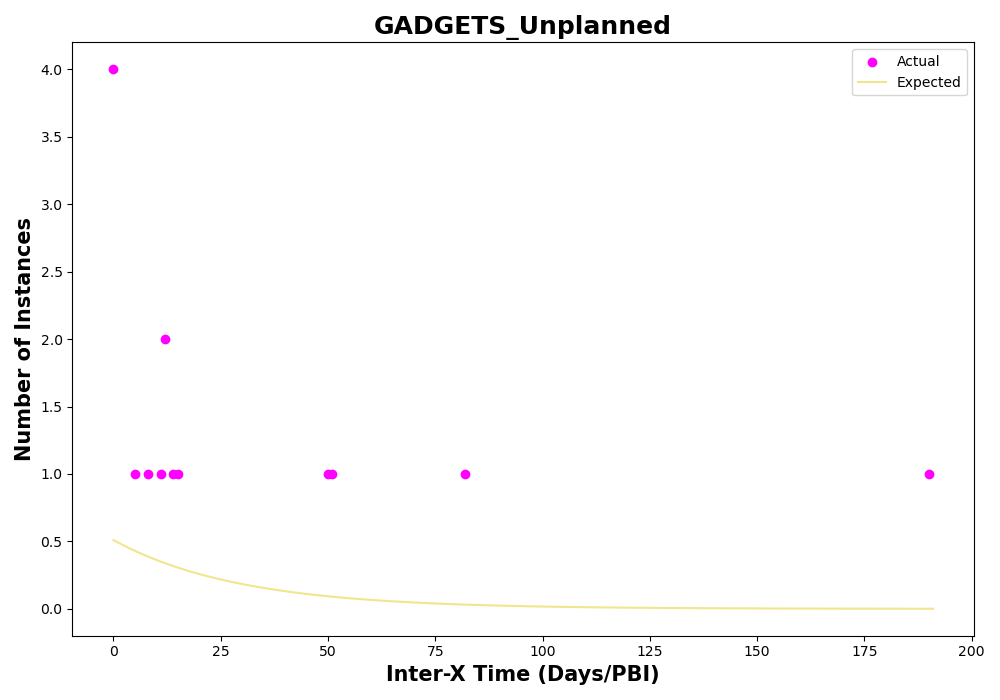 GADGETS_Unplanned
Actual
Expected
Number of Instances
4.0
3.5
3.0
2.5
2.0
1.5
1.0
0.5
0.0
0 25 50 75 100 125 150 175 200
Inter-X Time (Days/PBI)